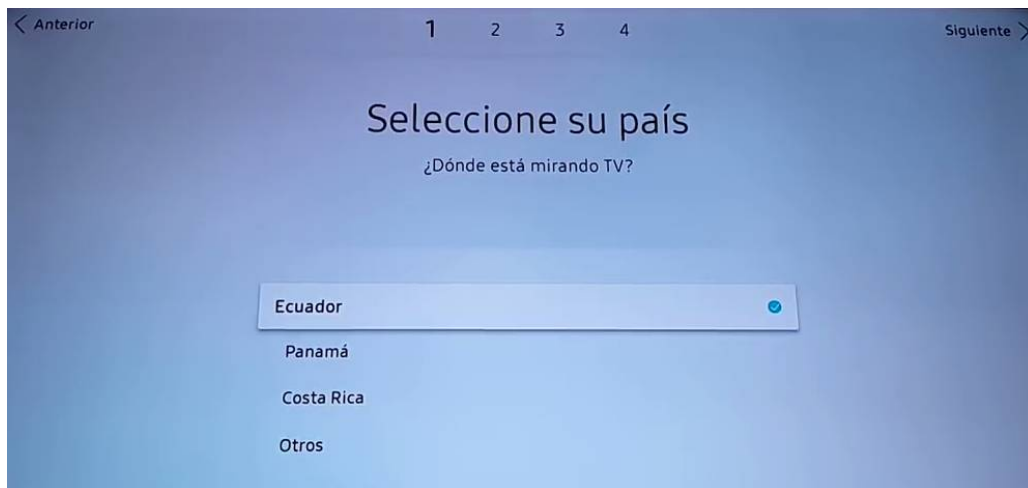 Anterior
1 2 3 4
Siguiente
Seleccione su país
¿Dónde está mirando TV?
Ecuador
Panamá
Costa Rica
Otros